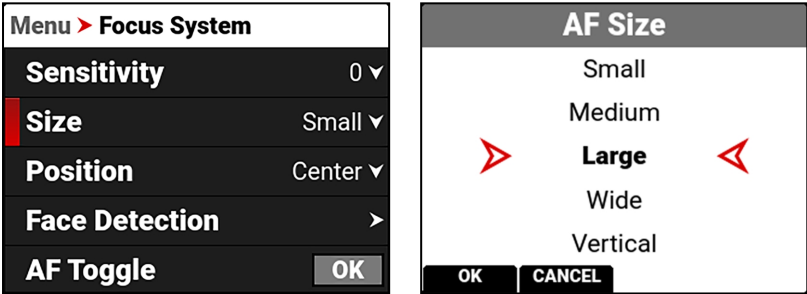 Menu ➤ Focus System
Sensitivity 0
Size Small
Position Center
Face Detection
AF Toggle OK
AF Size
Small
Medium
Large
Wide
Vertical
OK CANCEL